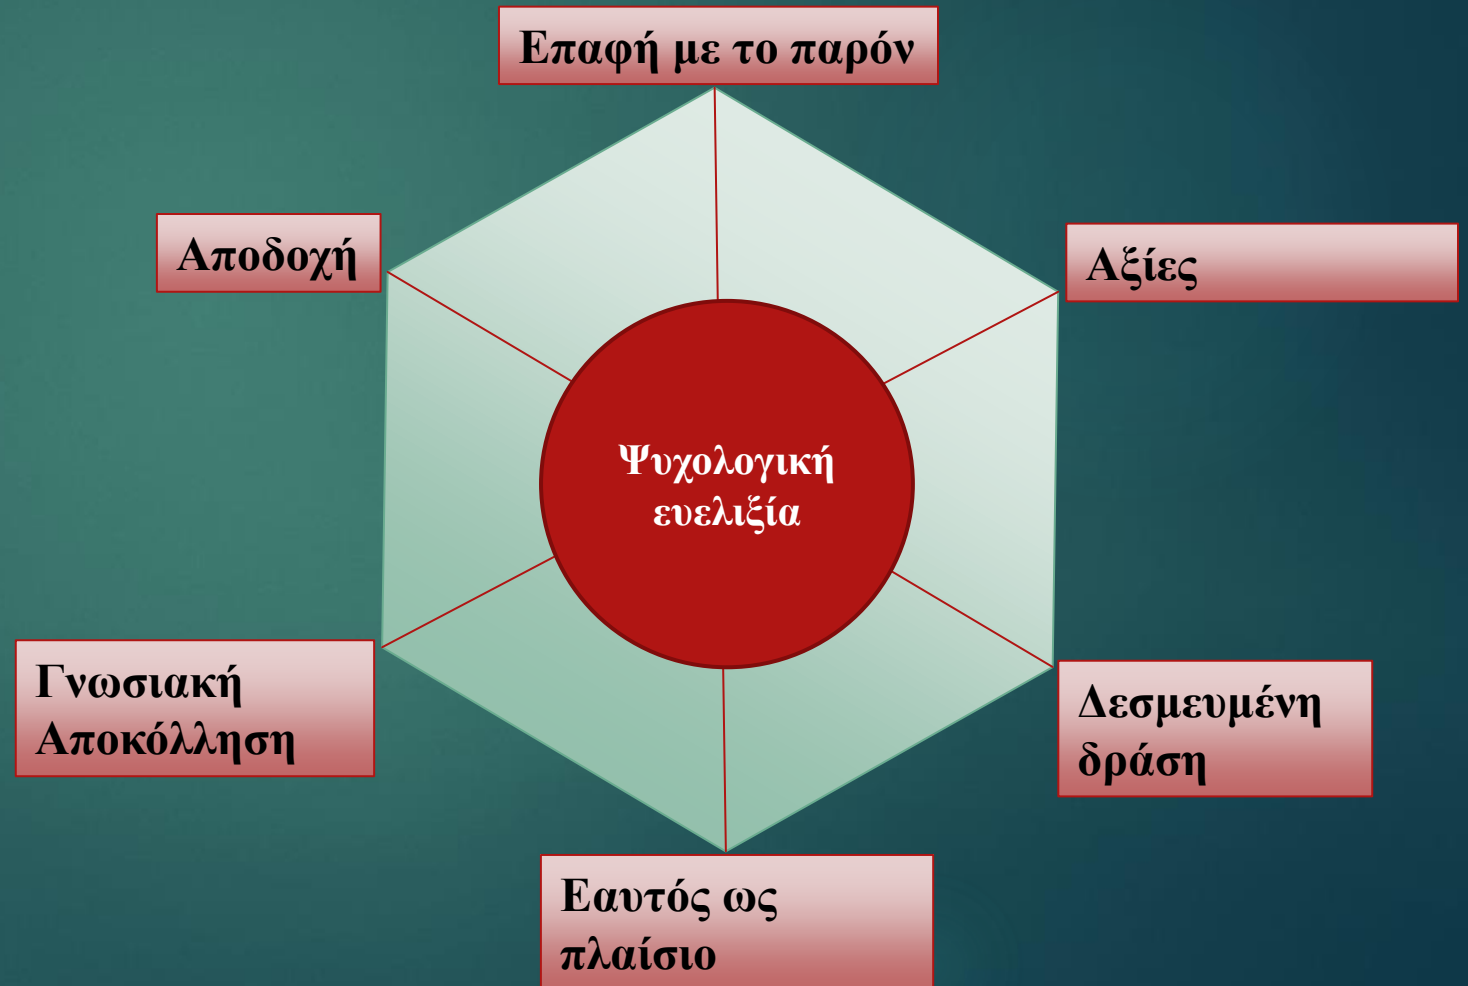 Επαφή με το παρόν
Αποδοχή
Αξίες
Ψυχολογική
ευελιξία
Γνωσιακή
Αποκόλληση
Δεσμευμένη
δράση
Εαυτός ως
πλαίσιο